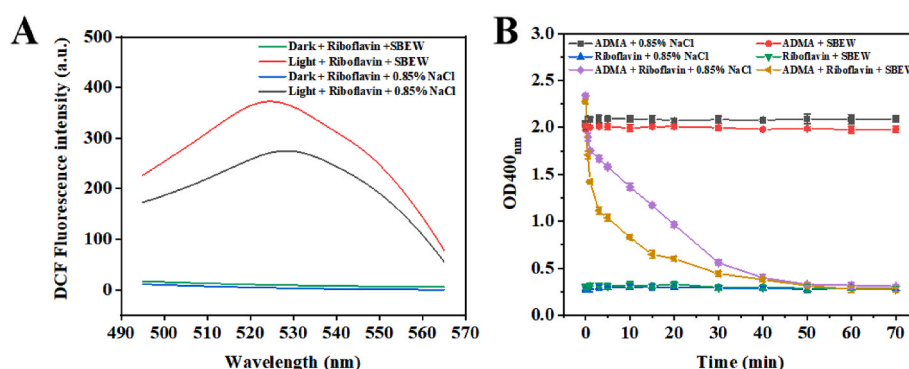 A
DCF Fluorescence intensity (a.u.)
500
400
300
200
100
0
Dark + Riboflavin +SBEW
Light + Riboflavin + SBEW
Dark + Riboflavin + 0.85% NaCl
Light + Riboflavin + 0.85% NaCl
490 500 510 520 530 540 550 560 570
Wavelength (nm)
B
OD400nm
3.0
2.5
2.0
1.5
1.0
0.5
0.0
ADMA + 0.85% NaCl ADMA + SBEW
Riboflavin + 0.85% NaCl Riboflavin + SBEW
ADMA + Riboflavin + 0.85% NaCl ADMA + Riboflavin + SBEW
0 10 20 30 40 50 60 70
Time (min)